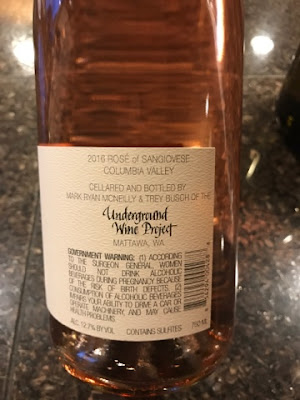 2016 ROSÉ of SANGIOVESE
COLUMBIA VALLEY
CELLARED AND BOTTLED BY
MARK RYAN MCNEILLY & TREY BUSCH OF THE
Underground
Wine Project
MATTAWA, WA
GOVERNMENT WARNING: (1) ACCORDING
TO THE SURGEON GENERAL, WOMEN
SHOULD NOT DRINK ALCOHOLIC
BEVERAGES DURING PREGNANCY BECAUSE
OF THE RISK OF BIRTH DEFECTS. (2)
CONSUMPTION OF ALCOHOLIC BEVERAGES
IMPAIRS YOUR ABILITY TO DRIVE A CAR OR
OPERATE MACHINERY, AND MAY CAUSE
HEALTH PROBLEMS.
ALC. 12.7% BY VOL. CONTAINS SULFITES 750 ML